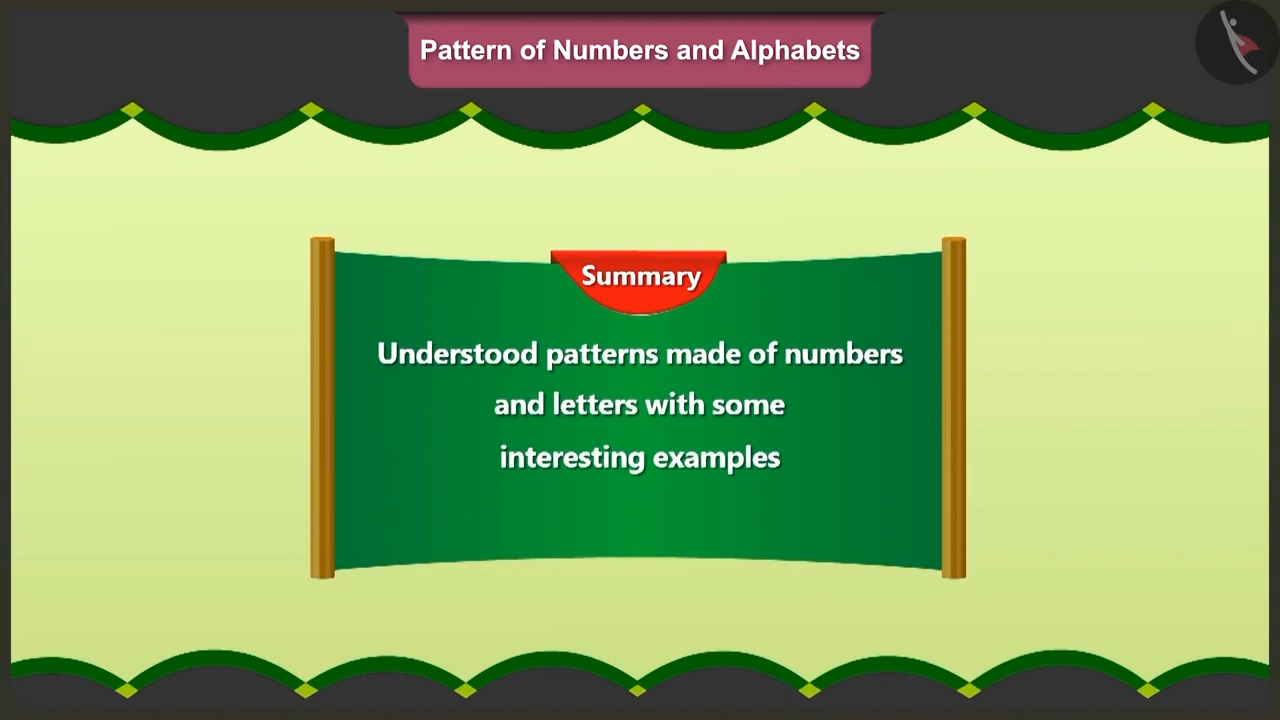 Pattern of Numbers and Alphabets
Summary
Understood patterns made of numbers
and letters with some
interesting examples